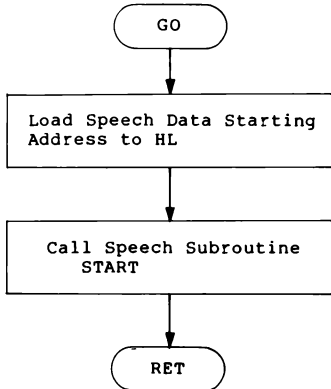 GO
Load Speech Data Starting
Address to HL
Call Speech Subroutine
START
RET